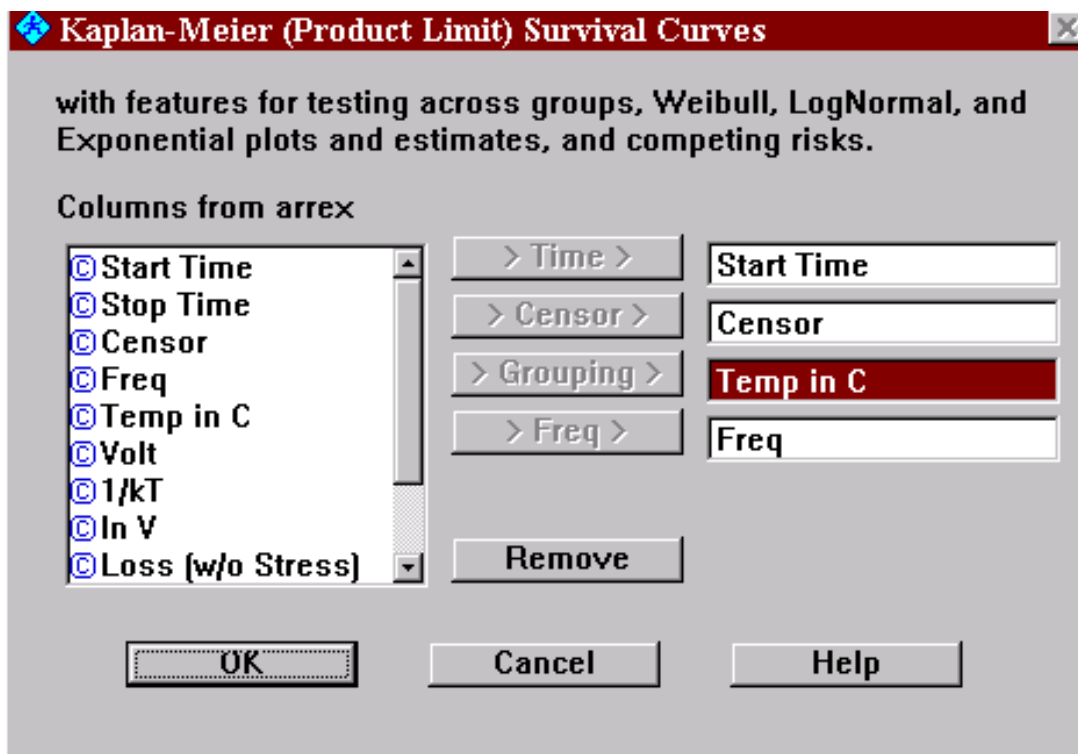 Kaplan-Meier (Product Limit) Survival Curves
with features for testing across groups, Weibull, LogNormal, and
Exponential plots and estimates, and competing risks.
Columns from arrex
©Start Time
©Stop Time
©Censor
©Freq
©Temp in C
©Volt
©1/kT
©ln V
©Loss (w/o Stress)
> Time >
Start Time
> Censor >
Censor
> Grouping >
Temp in C
> Freq >
Freq
Remove
OK
Cancel
Help